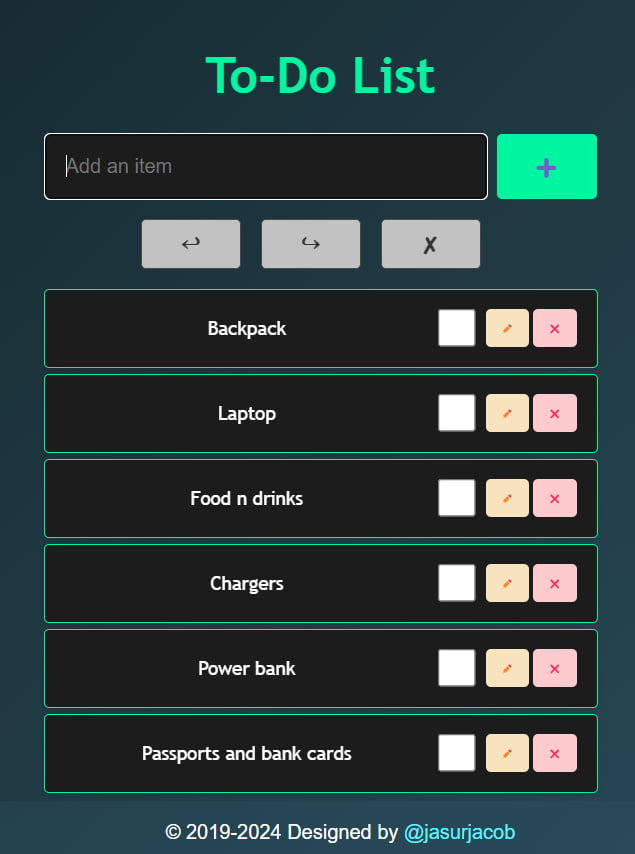 To-Do List
Add an item
+
↩ ↪ ✘
Backpack
Laptop
Food n drinks
Chargers
Power bank
Passports and bank cards
© 2019-2024 Designed by @jasurjacob